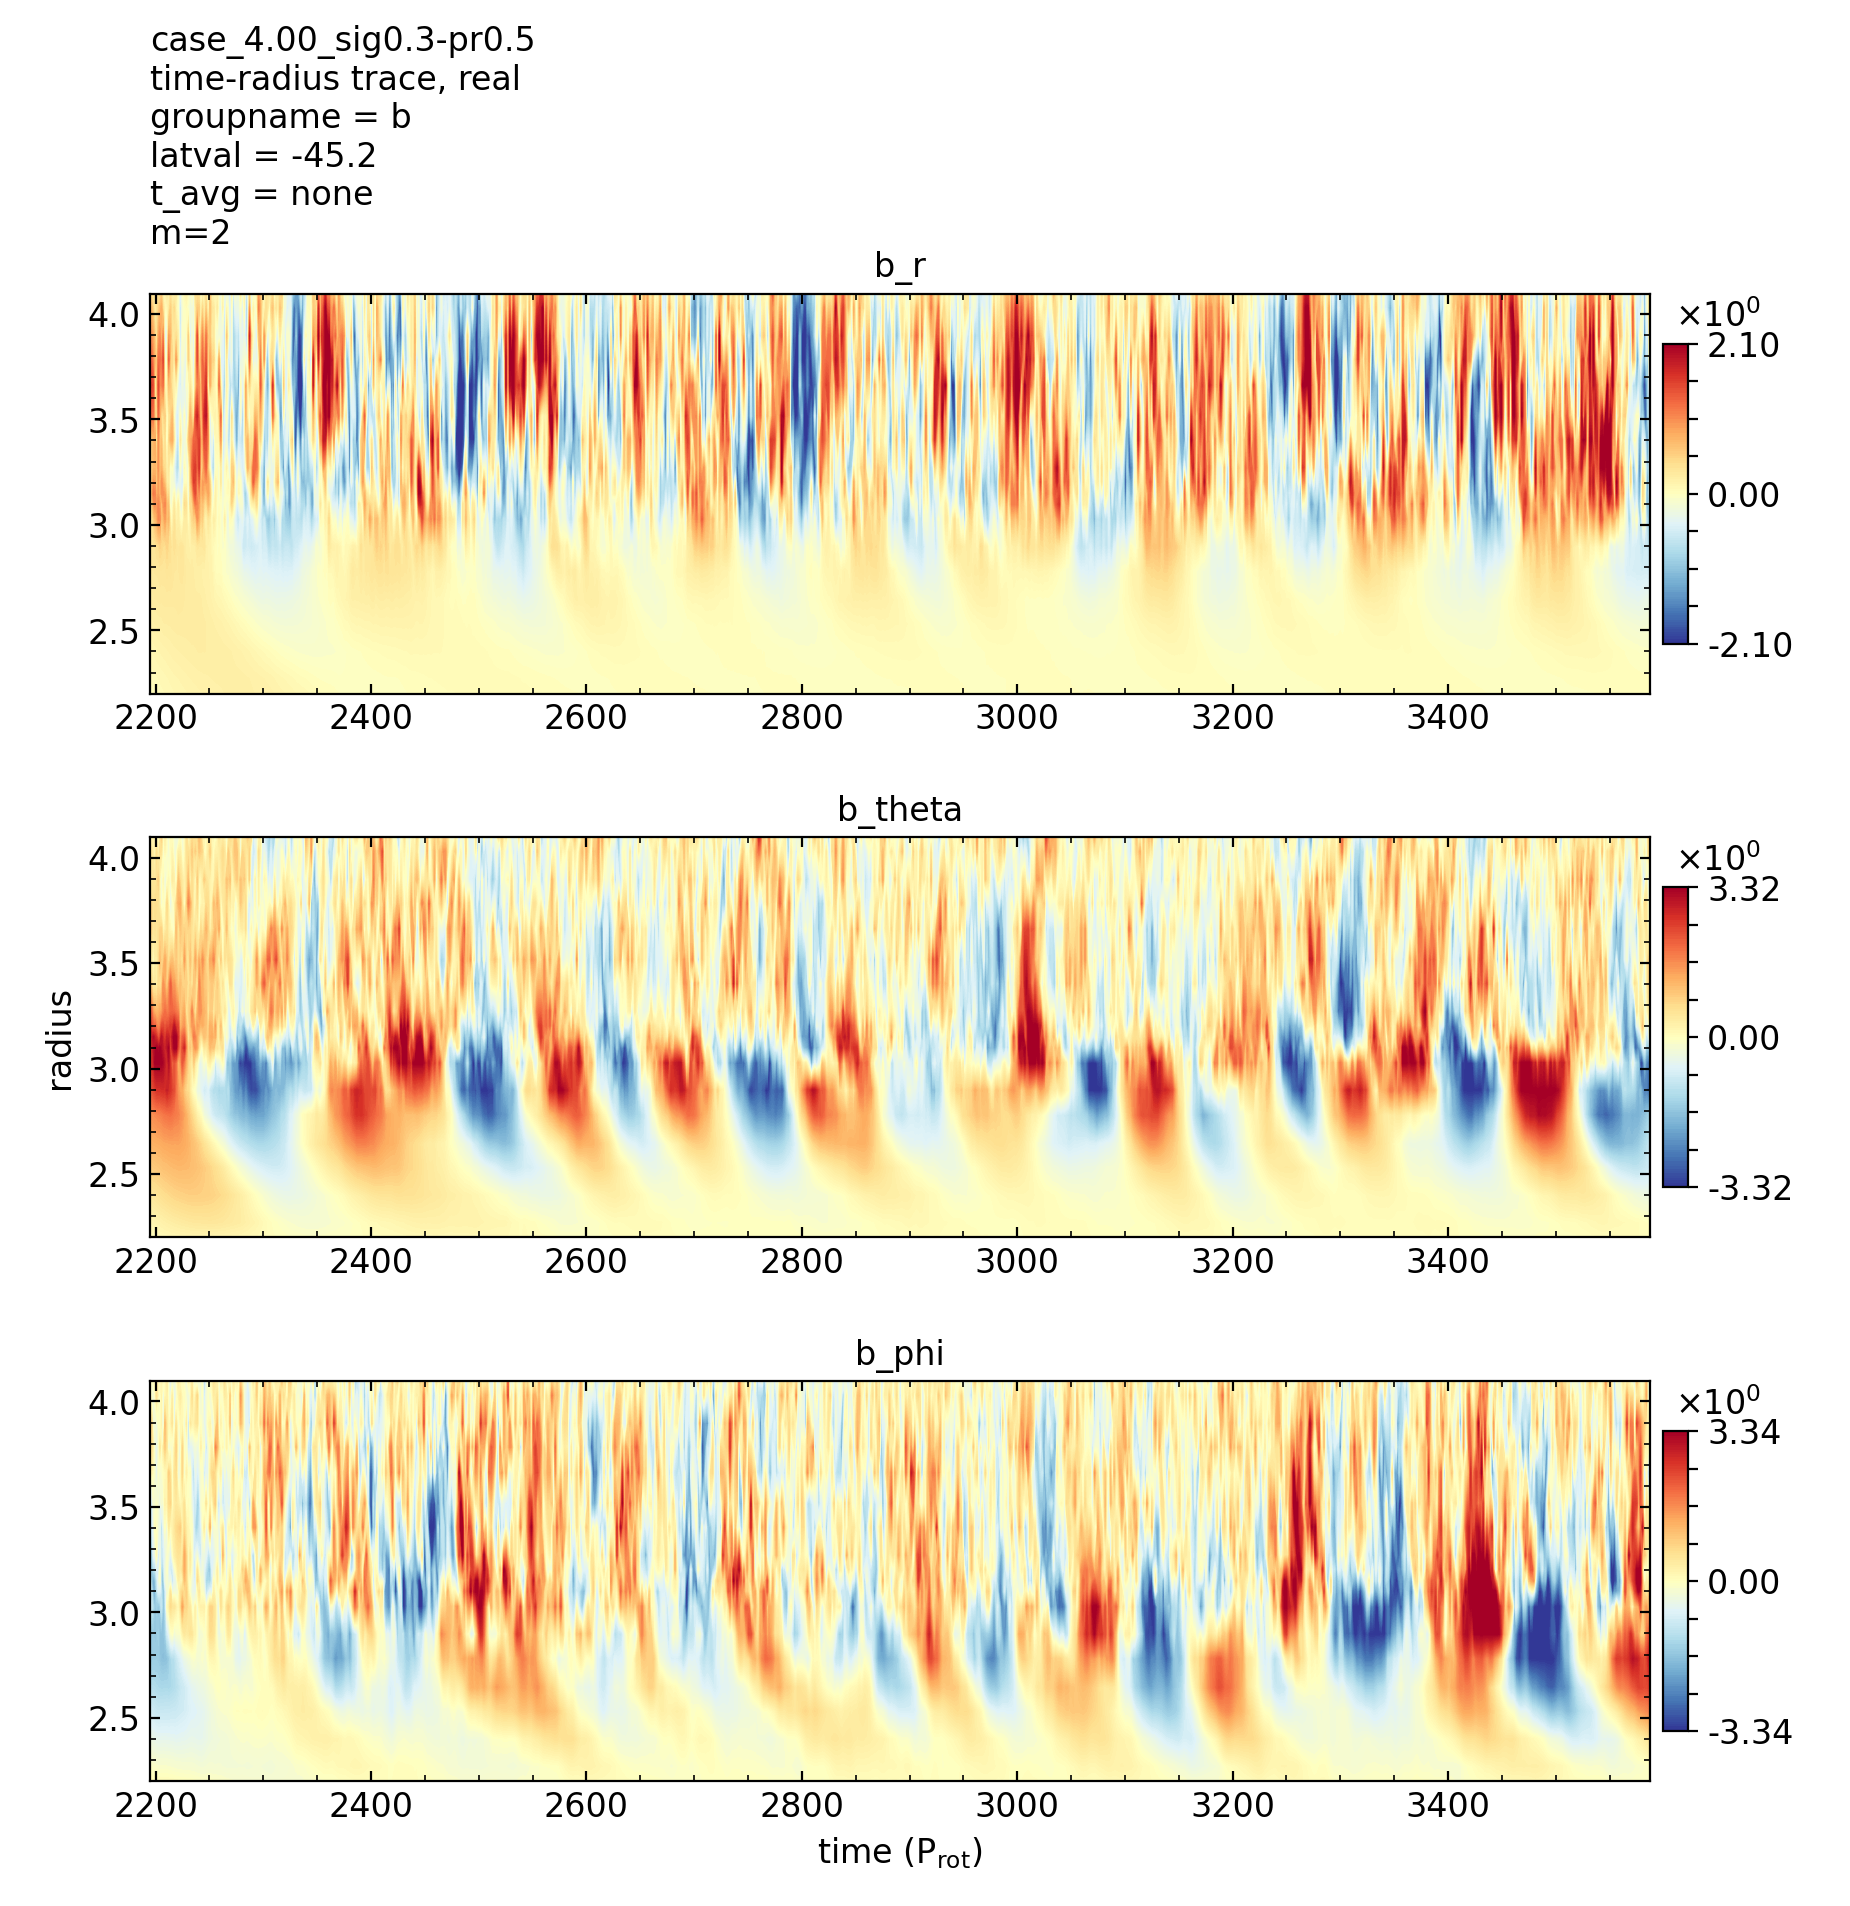 case_4.00_sig0.3-pr0.5
time-radius trace, real
groupname = b
latval = -45.2
t_avg = none
m=2
b_r
4.0
3.5
3.0
2.5
2200 2400 2600 2800 3000 3200 3400
×10⁰
2.10
0.00
-2.10
b_theta
radius
4.0
3.5
3.0
2.5
2200 2400 2600 2800 3000 3200 3400
×10⁰
3.32
0.00
-3.32
b_phi
4.0
3.5
3.0
2.5
2200 2400 2600 2800 3000 3200 3400
×10⁰
3.34
0.00
-3.34
time (P_rot)